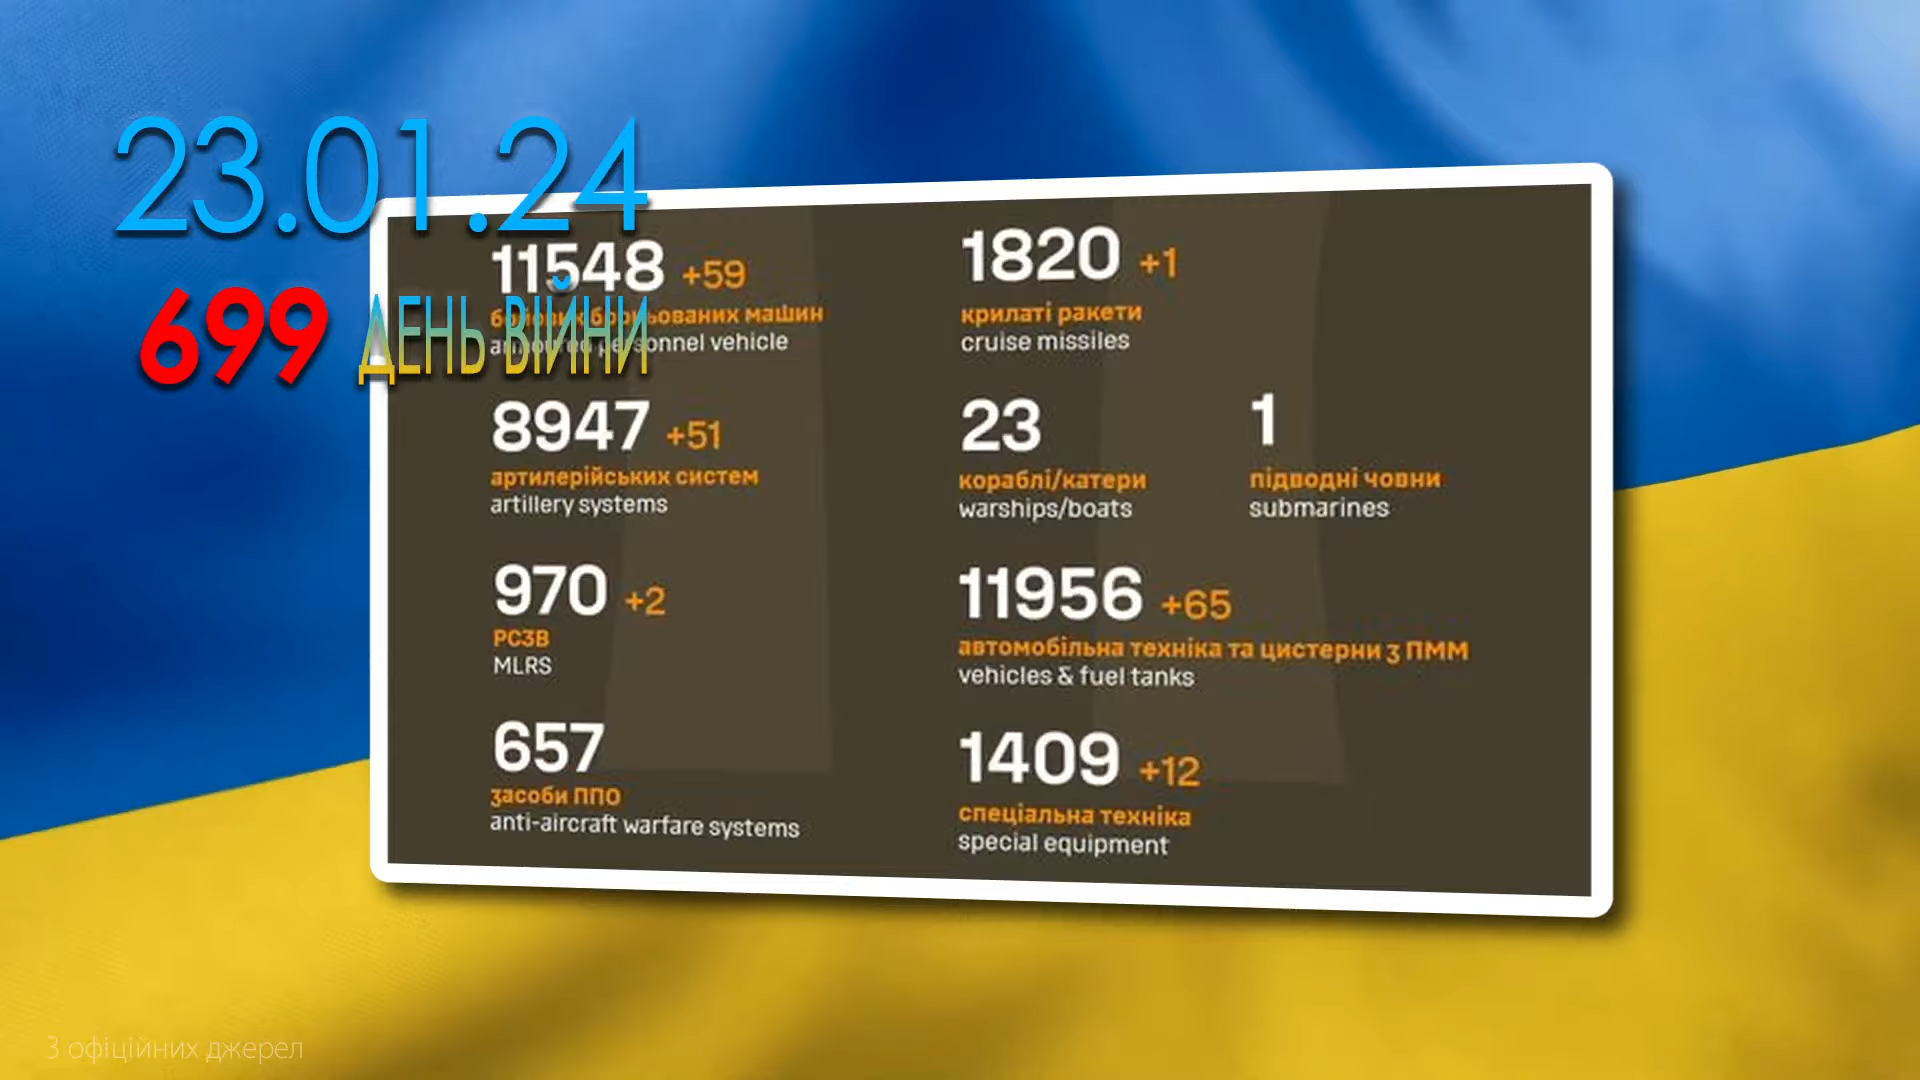 23.01.24
699 ДЕНЬ ВІЙНИ
11548 +59
бойових броньованих машин
armoured personnel vehicle
8947 +51
артилерійських систем
artillery systems
970 +2
РСЗВ
MLRS
657
засоби ППО
anti-aircraft warfare systems
1820 +1
крилаті ракети
cruise missiles
23
кораблі/катери
warships/boats
1
підводні човни
submarines
11956 +65
автомобільна техніка та цистерни з ПММ
vehicles & fuel tanks
1409 +12
спеціальна техніка
special equipment
З офіційних джерел